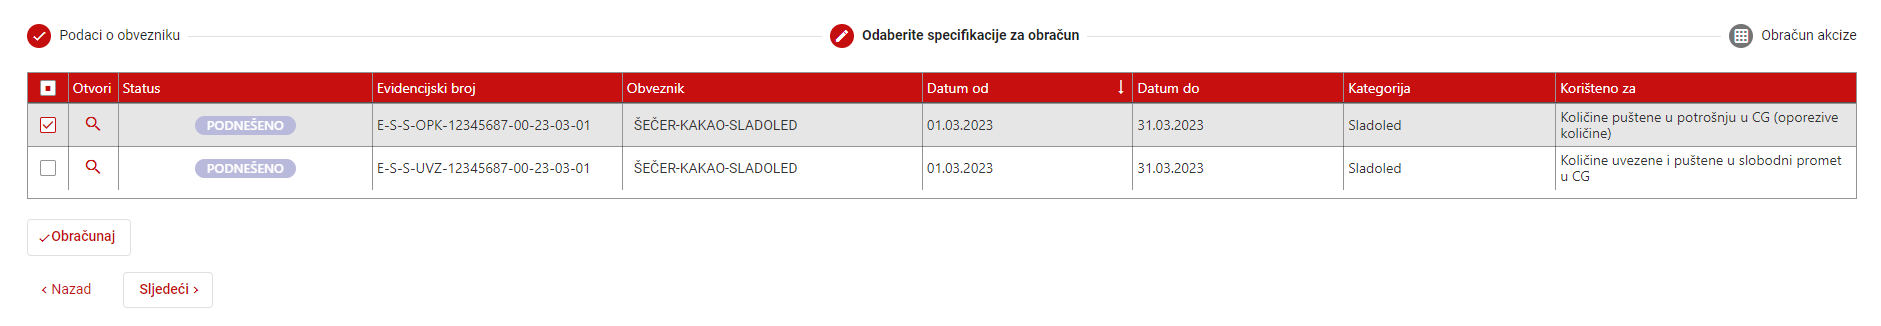 Podaci o obvezniku
Odaberite specifikacije za obračun
Obračun akcize
Otvori Status Evidencijski broj Obveznik Datum od Datum do Kategorija Korišteno za
PODNEŠENO E-S-S-OPK-12345687-00-23-03-01 ŠEČER-KAKAO-SLADOLED 01.03.2023 31.03.2023 Sladoled Količine puštene u potrošnju u CG (oporezive
količine)
PODNEŠENO E-S-S-UVZ-12345687-00-23-03-01 ŠEČER-KAKAO-SLADOLED 01.03.2023 31.03.2023 Sladoled Količine uvezene i puštene u slobodni promet
u CG
Obračunaj
Nazad
Sljedeći